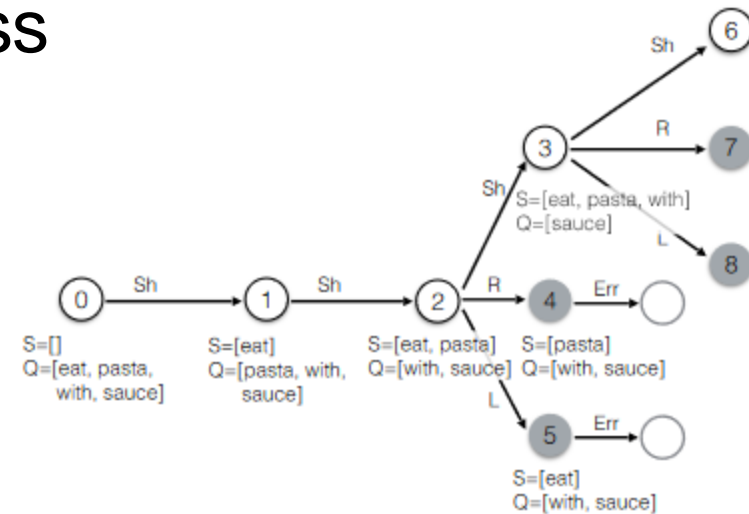 ss
6
Sh
R
7
3
Sh
S=[eat, pasta, with]
Q=[sauce]
L
8
0
Sh
1
Sh
2
R
4
Err
S=[]
Q=[eat, pasta,
with, sauce]
S=[eat]
Q=[pasta, with,
sauce]
S=[eat, pasta]
Q=[with, sauce]
S=[pasta]
Q=[with, sauce]
L
5
Err
S=[eat]
Q=[with, sauce]